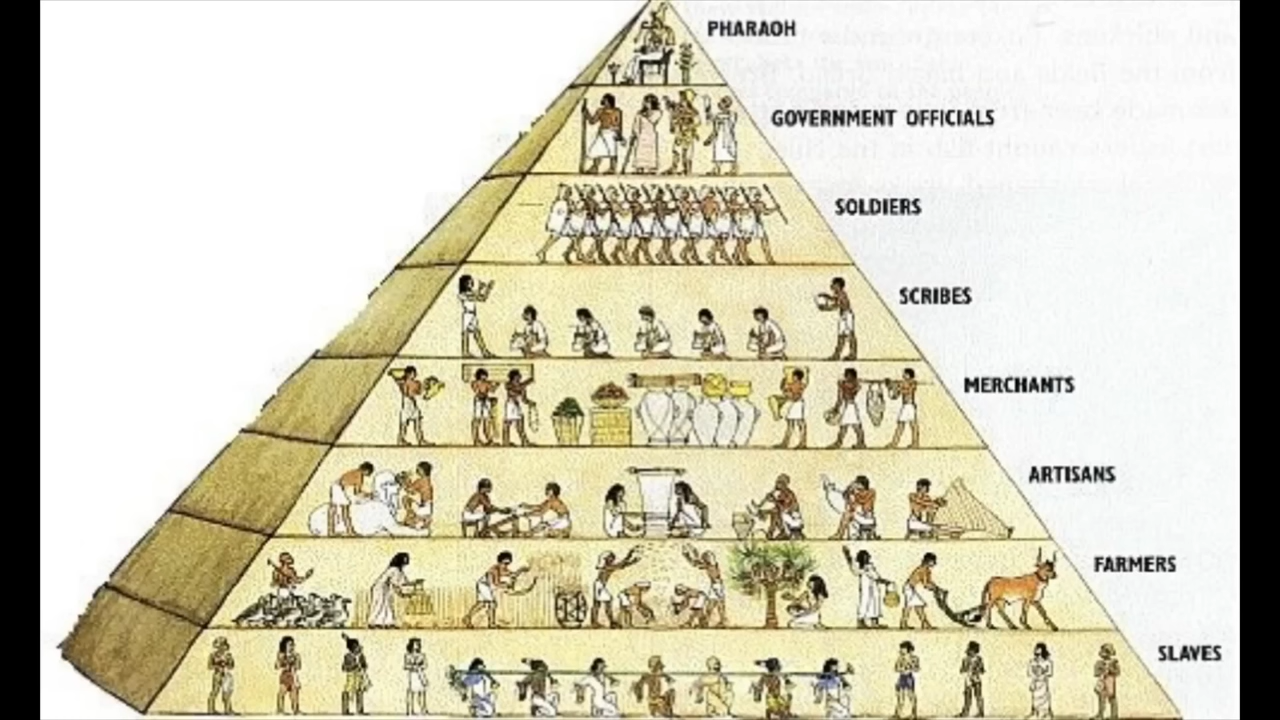 PHARAOH
GOVERNMENT OFFICIALS
SOLDIERS
SCRIBES
MERCHANTS
ARTISANS
FARMERS
SLAVES